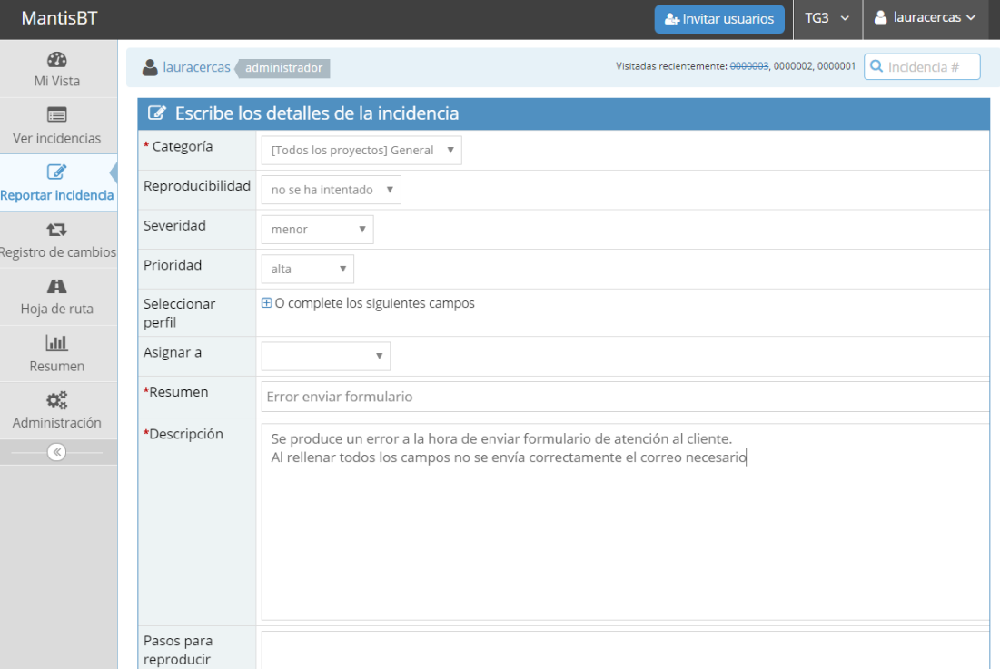 MantisBT
Invitar usuarios
TG3
lauracercas
Mi Vista
Ver incidencias
Reportar incidencia
Registro de cambios
Hoja de ruta
Resumen
Administración
lauracercas
administrador
Visitadas recientemente: 0000003, 0000002, 0000001
Incidencia #
Escribe los detalles de la incidencia
* Categoría
[Todos los proyectos] General
Reproducibilidad
no se ha intentado
Severidad
menor
Prioridad
alta
Seleccionar
perfil
O complete los siguientes campos
Asignar a
*Resumen
Error enviar formulario
*Descripción
Se produce un error a la hora de enviar formulario de atención al cliente.
Al rellenar todos los campos no se envía correctamente el correo necesario
Pasos para
reproducir